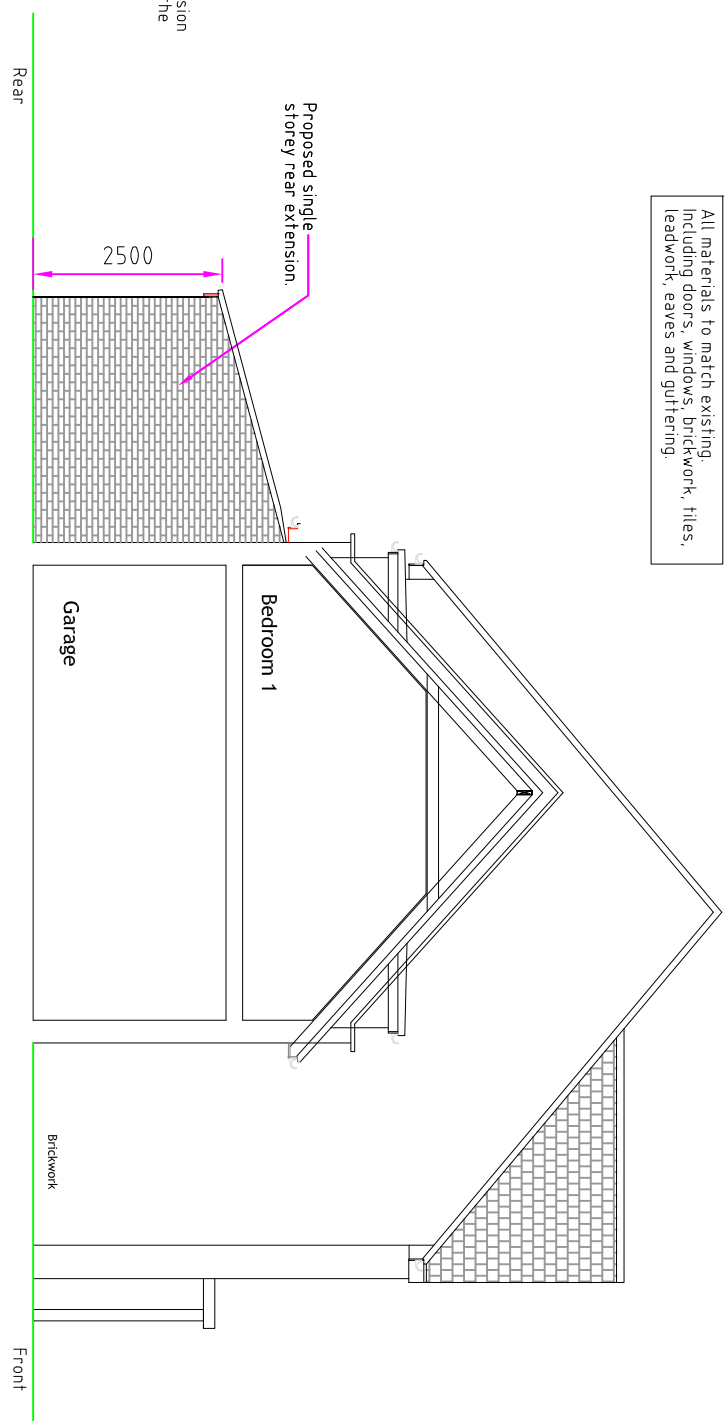 All materials to match existing.
Including doors, windows, brickwork, tiles,
leadwork, eaves and guttering.
Proposed single
storey rear extension.
2500
Bedroom 1
Garage
Brickwork
sion
the
Rear
Front